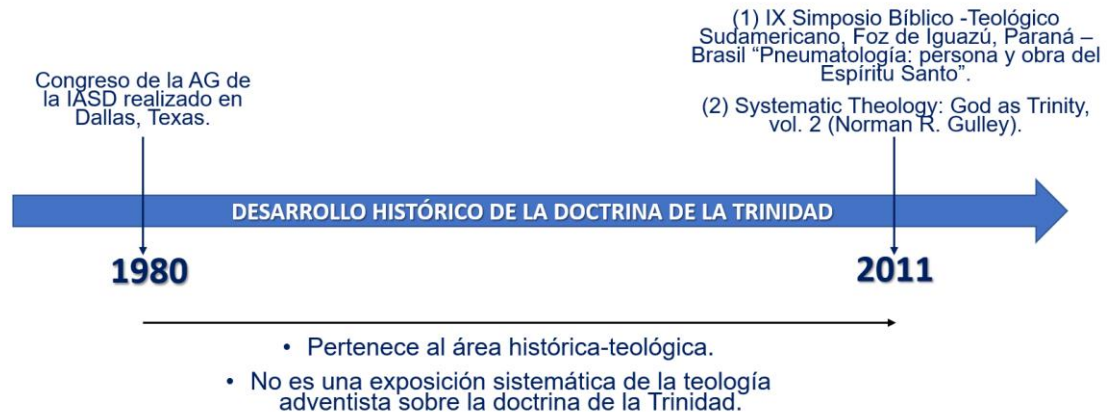 Congreso de la AG de
la IASD realizado en
Dallas, Texas.
(1) IX Simposio Bíblico -Teológico
Sudamericano, Foz de Iguazú, Paraná –
Brasil “Pneumatología: persona y obra del
Espíritu Santo”.
(2) Systematic Theology: God as Trinity,
vol. 2 (Norman R. Gulley).
DESARROLLO HISTÓRICO DE LA DOCTRINA DE LA TRINIDAD
1980
2011
• Pertenece al área histórica-teológica.
• No es una exposición sistemática de la teología
adventista sobre la doctrina de la Trinidad.